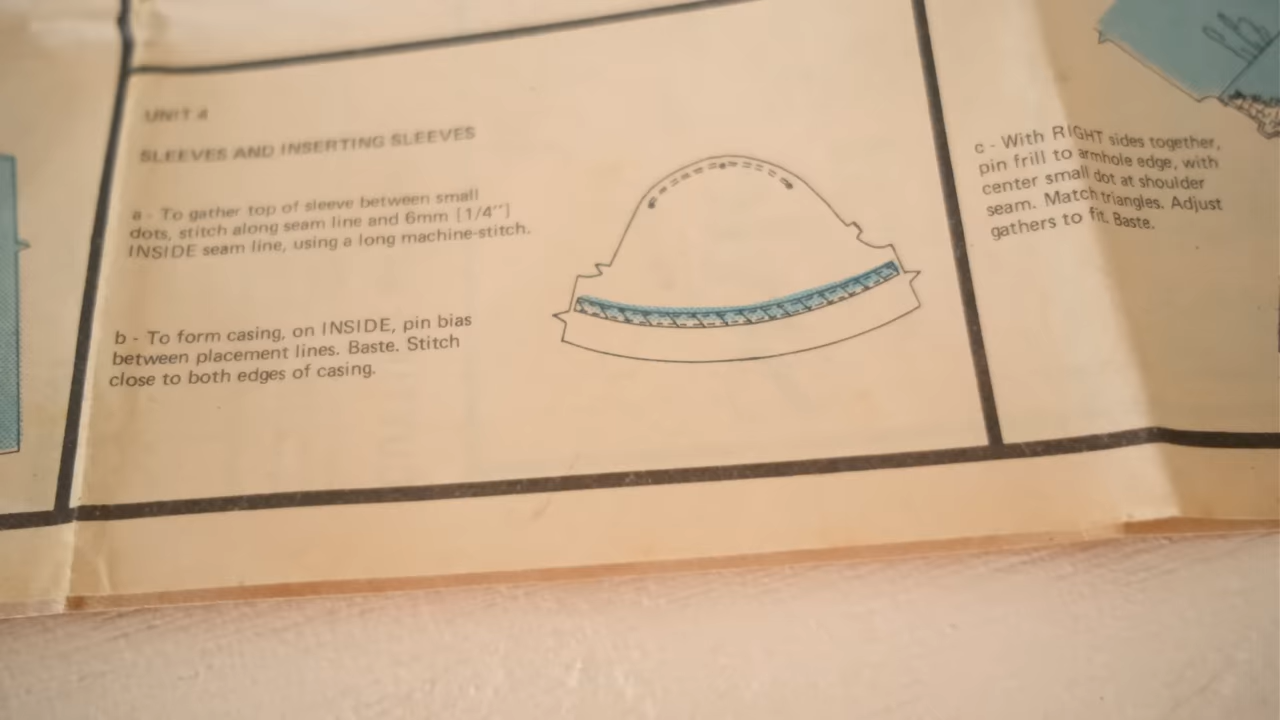 UNIT 4
SLEEVES AND INSERTING SLEEVES
a - To gather top of sleeve between small
dots, stitch along seam line and 6mm [1/4"]
INSIDE seam line, using a long machine-stitch.
b - To form casing, on INSIDE, pin bias
between placement lines. Baste. Stitch
close to both edges of casing.
c - With RIGHT sides together,
pin frill to armhole edge, with
center small dot at shoulder
seam. Match triangles. Adjust
gathers to fit. Baste.